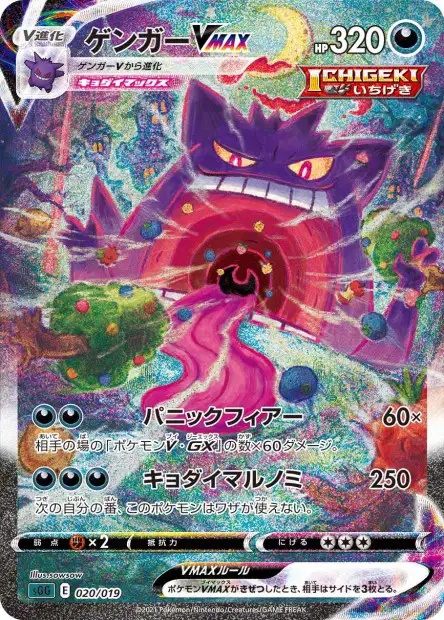 V進化
ゲンガーVMAX
HP 320
ゲンガーVから進化
キョダイマックス
ICHIGEKI
いちげき
パニックフィアー 60×
相手の場の「ポケモンV・GX」の数×60ダメージ。
キョダイマルノミ 250
次の自分の番、このポケモンはワザが使えない。
弱点 ×2 抵抗力 にげる
Illus. sowsow
sGG E 020/019
VMAXルール
ポケモンVMAXがきぜつしたとき、相手はサイドを3枚とる。
©2021 Pokémon/Nintendo/Creatures/GAME FREAK